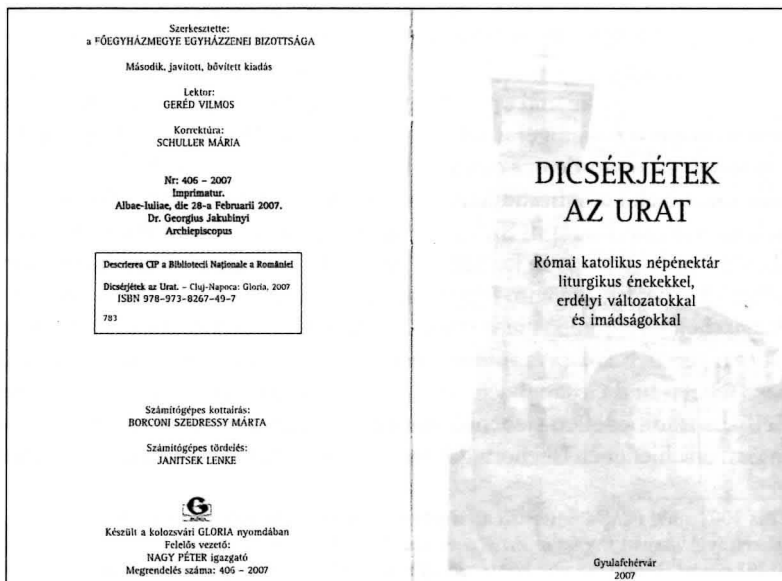 Szerkesztette:
a FŐEGYHÁZMEGYE EGYHÁZZENEI BIZOTTSÁGA
Második, javított, bővített kiadás
Lektor:
GERÉD VILMOS
Korrektúra:
SCHULLER MÁRIA
Nr: 406 – 2007
Imprimatur.
Albae-Iuliae, die 28-a Februarii 2007.
Dr. Georgius Jakubinyi
Archiepiscopus
Descrierea CIP a Bibliotecii Naționale a României
Dicsérjétek az Urat. – Cluj-Napoca: Gloria, 2007
ISBN 978-973-8267-49-7
783
Számítógépes kottaírás:
BORCONI SZEDRESSY MÁRTA
Számítógépes tördelés:
JANITSEK LENKE
G
Készült a kolozsvári GLORIA nyomdában
Felelős vezető:
NAGY PÉTER igazgató
Megrendelés száma: 406 – 2007
DICSÉRJÉTEK
AZ URAT
Római katolikus népénektár
liturgikus énekekkel,
erdélyi változatokkal
és imádságokkal
Gyulafehérvár
2007